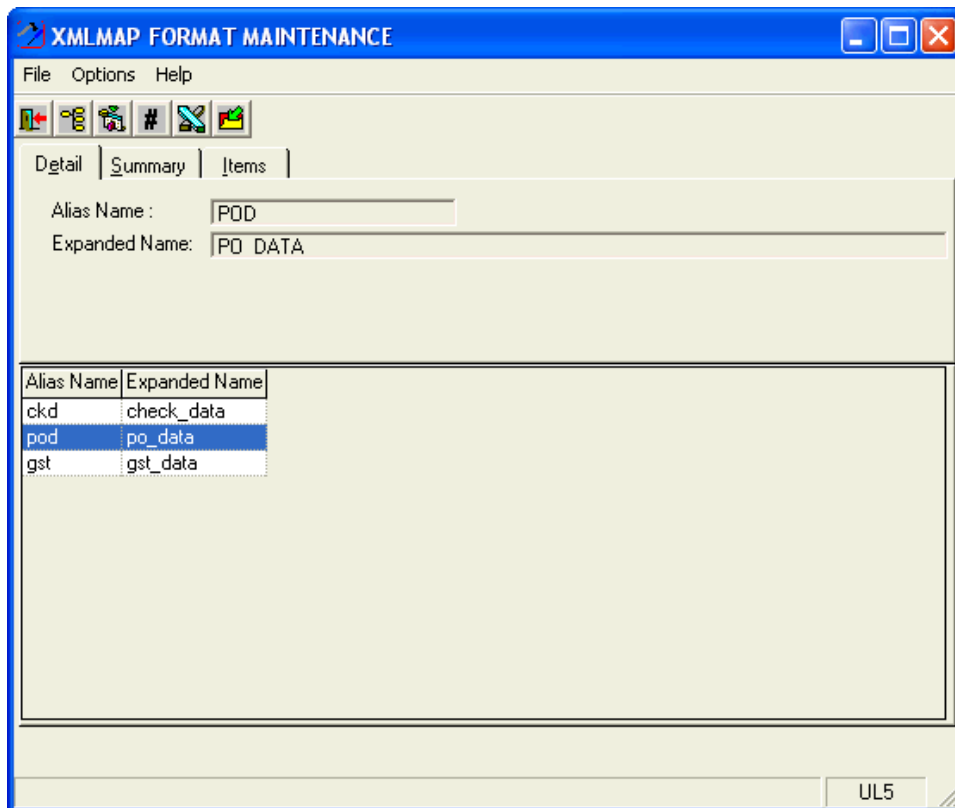 XMLMAP FORMAT MAINTENANCE
File Options Help
#
Detail Summary Items
Alias Name : POD
Expanded Name: PO DATA
Alias Name Expanded Name
ckd check_data
pod po_data
gst gst_data
UL5